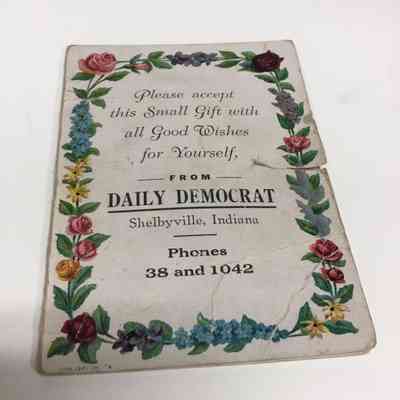 Please accept
this Small Gift with
all Good Wishes
for Yourself,
FROM
DAILY DEMOCRAT
Shelbyville, Indiana
Phones
38 and 1042